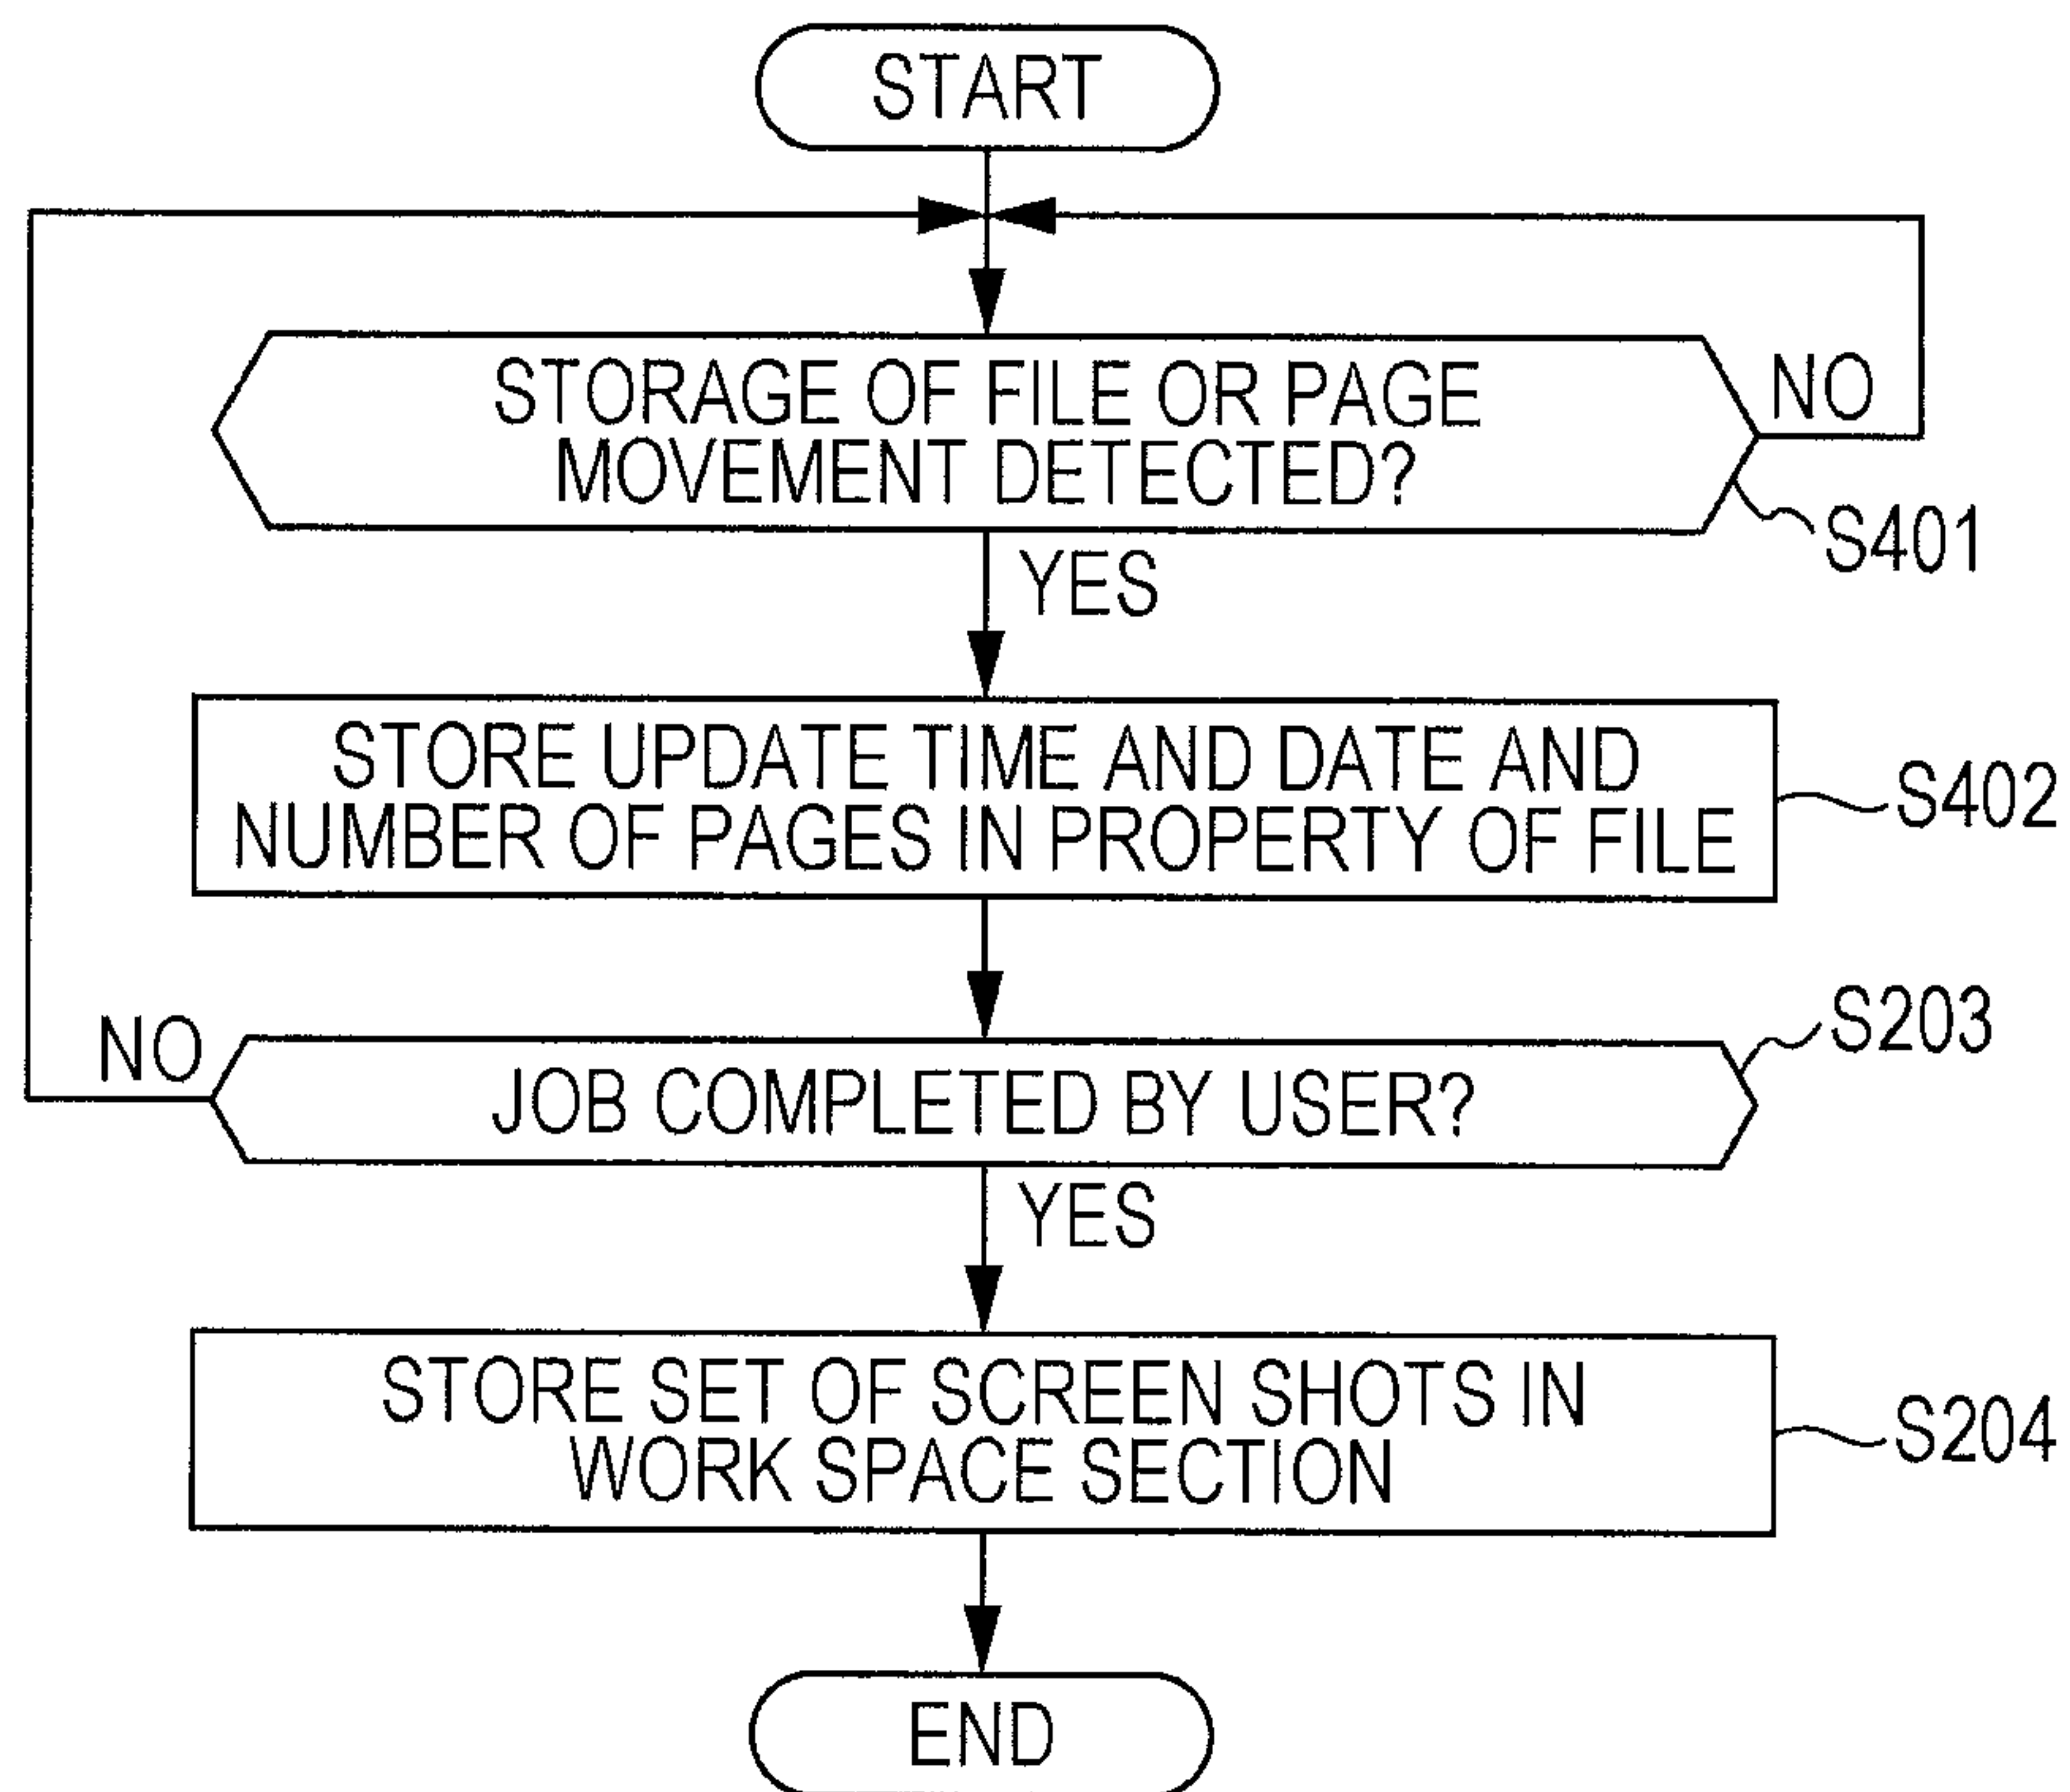 START
STORAGE OF FILE OR PAGE
MOVEMENT DETECTED?
NO
S401
YES
STORE UPDATE TIME AND DATE AND
NUMBER OF PAGES IN PROPERTY OF FILE
S402
S203
NO
JOB COMPLETED BY USER?
YES
STORE SET OF SCREEN SHOTS IN
WORK SPACE SECTION
S204
END